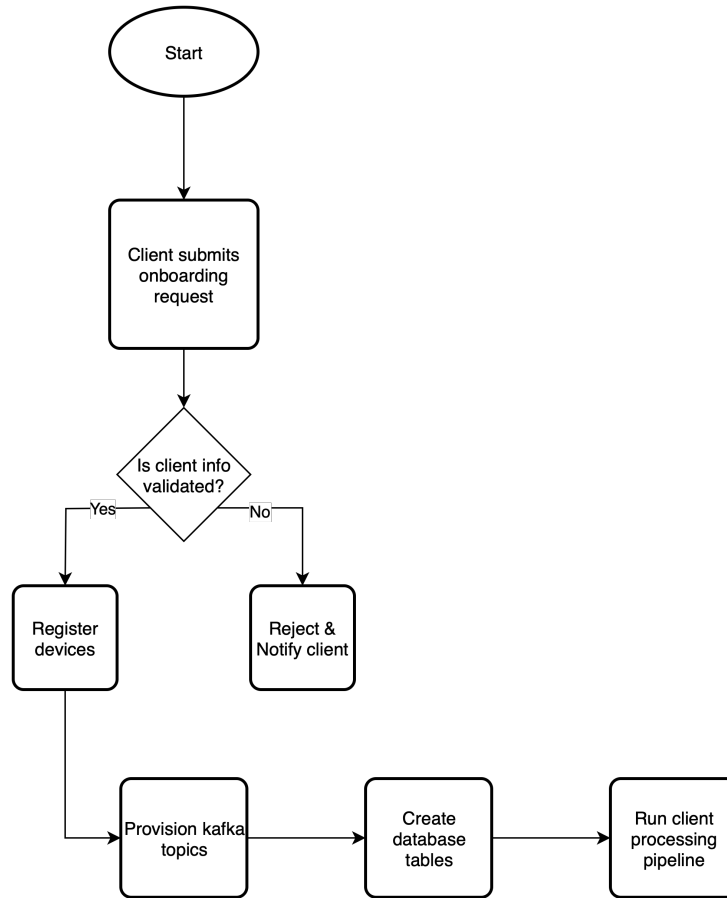 Start
Client submits
onboarding
request
Is client info
validated?
Yes
No
Register
devices
Reject &
Notify client
Provision kafka
topics
Create
database
tables
Run client
processing
pipeline